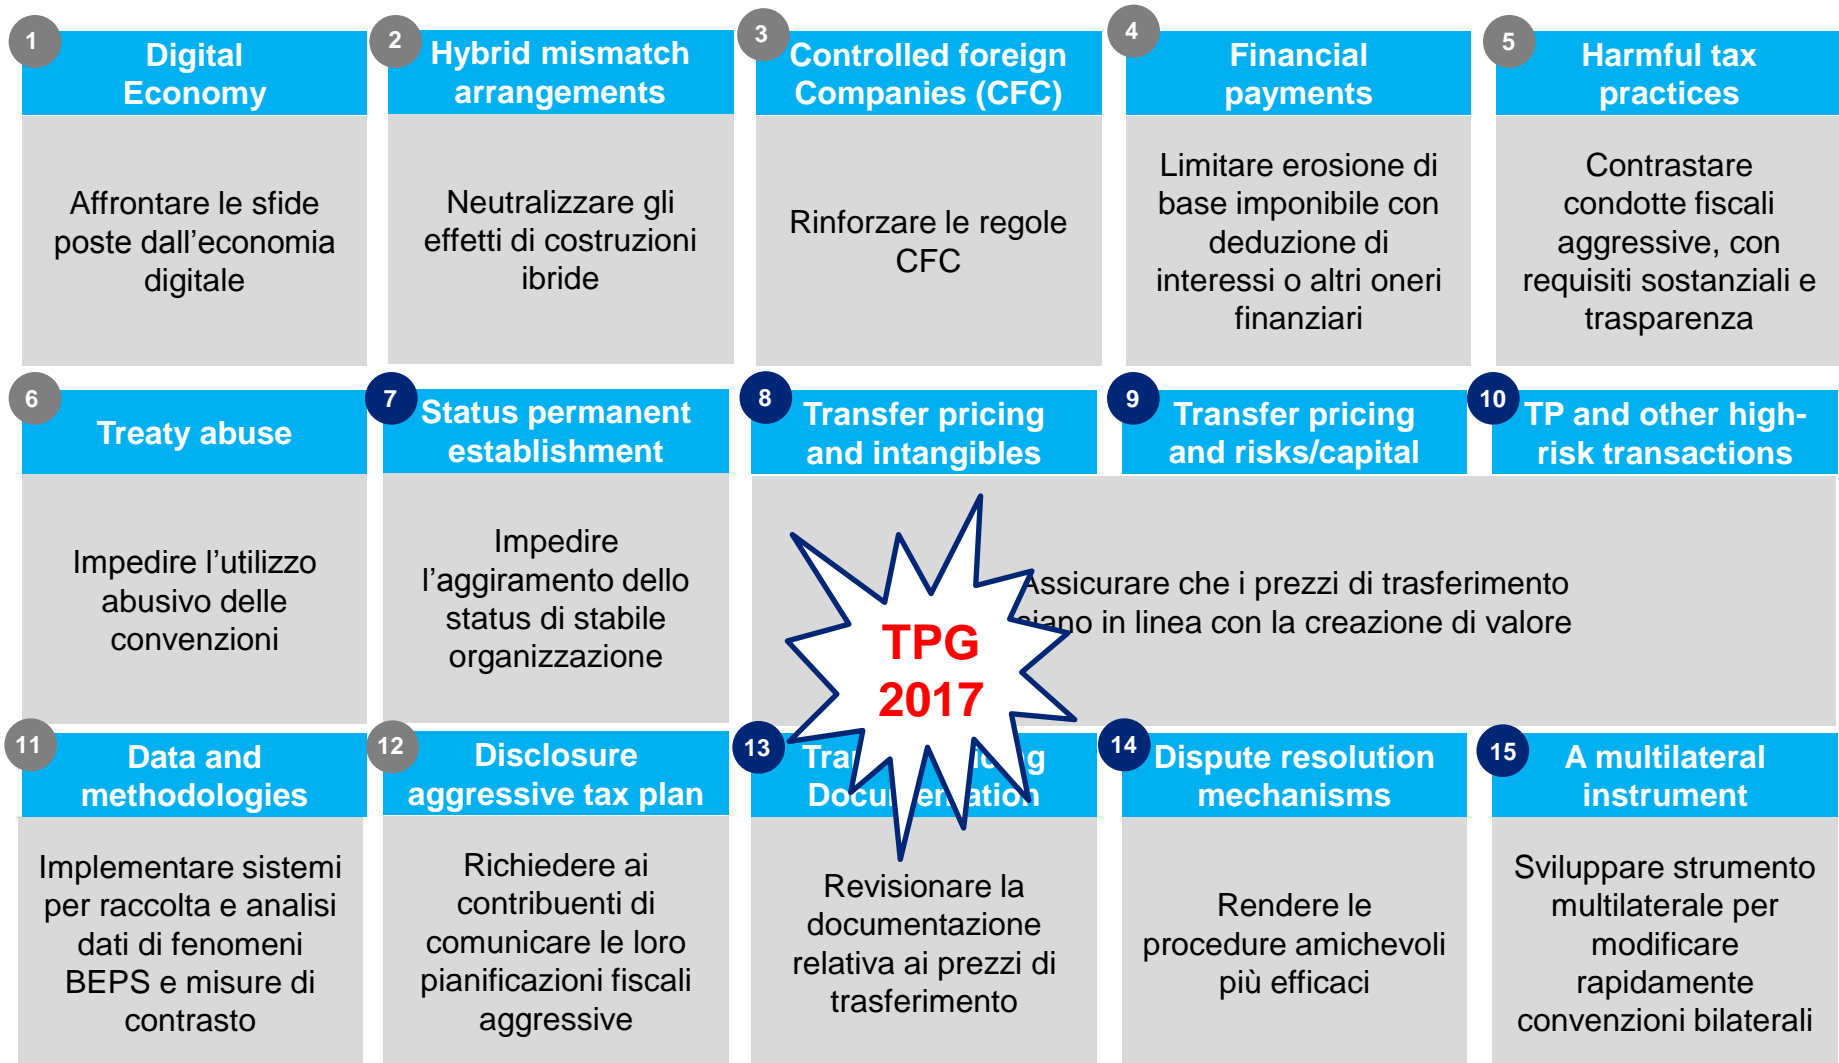 1
Digital
Economy
Affrontare le sfide
poste dall'economia
digitale
2
Hybrid mismatch
arrangements
Neutralizzare gli
effetti di costruzioni
ibride
3
Controlled foreign
Companies (CFC)
Rinforzare le regole
CFC
4
Financial
payments
Limitare erosione di
base imponibile con
deduzione di
interessi o altri oneri
finanziari
5
Harmful tax
practices
Contrastare
condotte fiscali
aggressive, con
requisiti sostanziali e
trasparenza
6
Treaty abuse
Impedire l'utilizzo
abusivo delle
convenzioni
7
Status permanent
establishment
Impedire
l'aggiramento dello
status di stabile
organizzazione
8
Transfer pricing
and intangibles
9
Transfer pricing
and risks/capital
10
TP and other high-
risk transactions
Assicurare che i prezzi di trasferimento
siano in linea con la creazione di valore
TPG
2017
11
Data and
methodologies
Implementare sistemi
per raccolta e analisi
dati di fenomeni
BEPS e misure di
contrasto
12
Disclosure
aggressive tax plan
Richiedere ai
contribuenti di
comunicare le loro
pianificazioni fiscali
aggressive
13
Revisionare la
documentazione
relativa ai prezzi di
trasferimento
14
Dispute resolution
mechanisms
Rendere le
procedure amichevoli
più efficaci
15
A multilateral
instrument
Sviluppare strumento
multilaterale per
modificare
rapidamente
convenzioni bilaterali